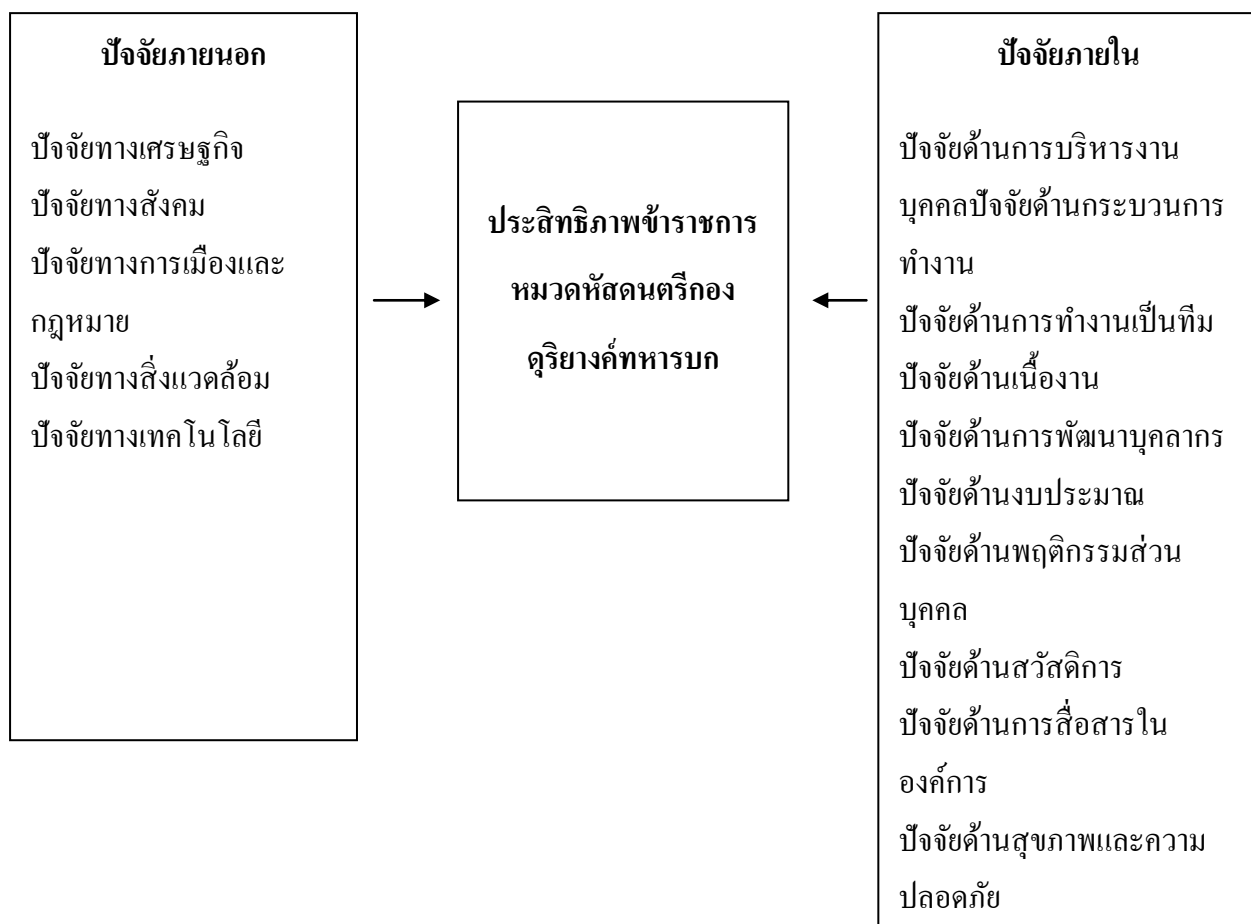 ปัจจัยภายนอก
ปัจจัยทางเศรษฐกิจ
ปัจจัยทางสังคม
ปัจจัยทางการเมืองและ
กฎหมาย
ปัจจัยทางสิ่งแวดล้อม
ปัจจัยทางเทคโนโลยี
ประสิทธิภาพข้าราชการ
หมวดหัสดนตรีกอง
ดุริยางค์ทหารบก
ปัจจัยภายใน
ปัจจัยด้านการบริหารงาน
บุคคลปัจจัยด้านกระบวนการ
ทำงาน
ปัจจัยด้านการทำงานเป็นทีม
ปัจจัยด้านเนื้องาน
ปัจจัยด้านการพัฒนาบุคลากร
ปัจจัยด้านงบประมาณ
ปัจจัยด้านพฤติกรรมส่วน
บุคคล
ปัจจัยด้านสวัสดิการ
ปัจจัยด้านการสื่อสารใน
องค์การ
ปัจจัยด้านสุขภาพและความ
ปลอดภัย